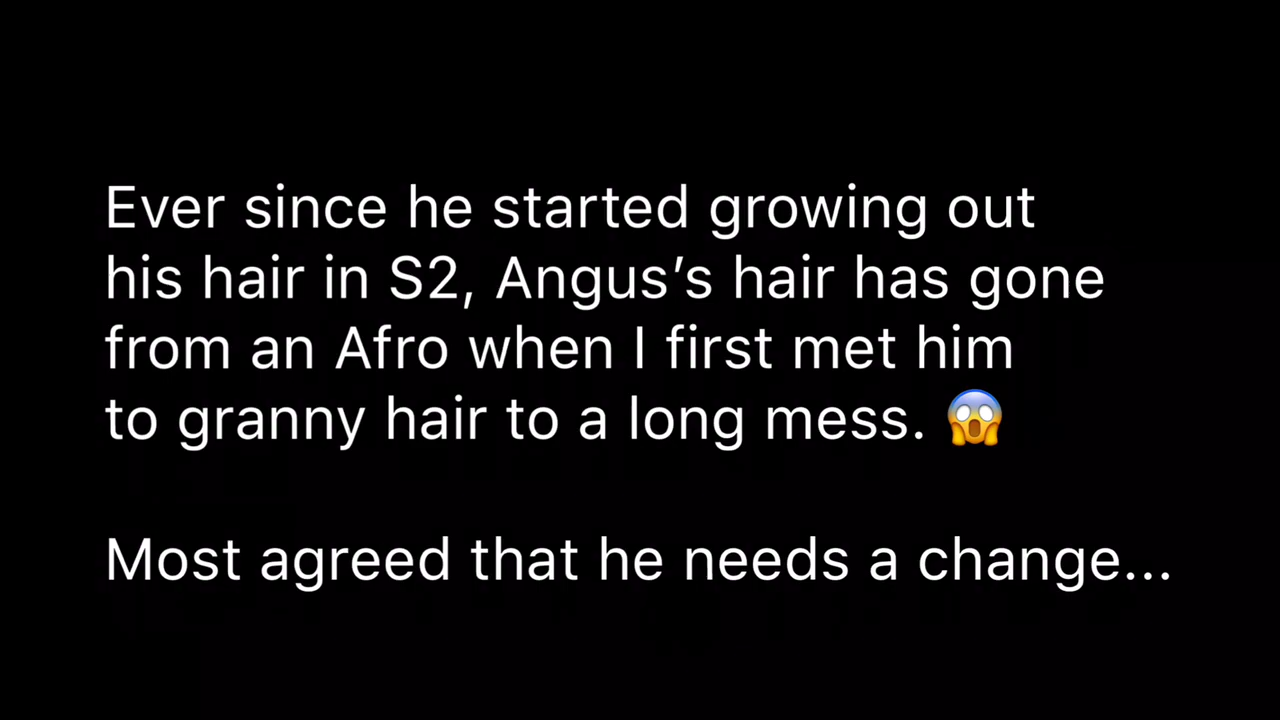 Ever since he started growing out
his hair in S2, Angus’s hair has gone
from an Afro when I first met him
to granny hair to a long mess. 😱
Most agreed that he needs a change...